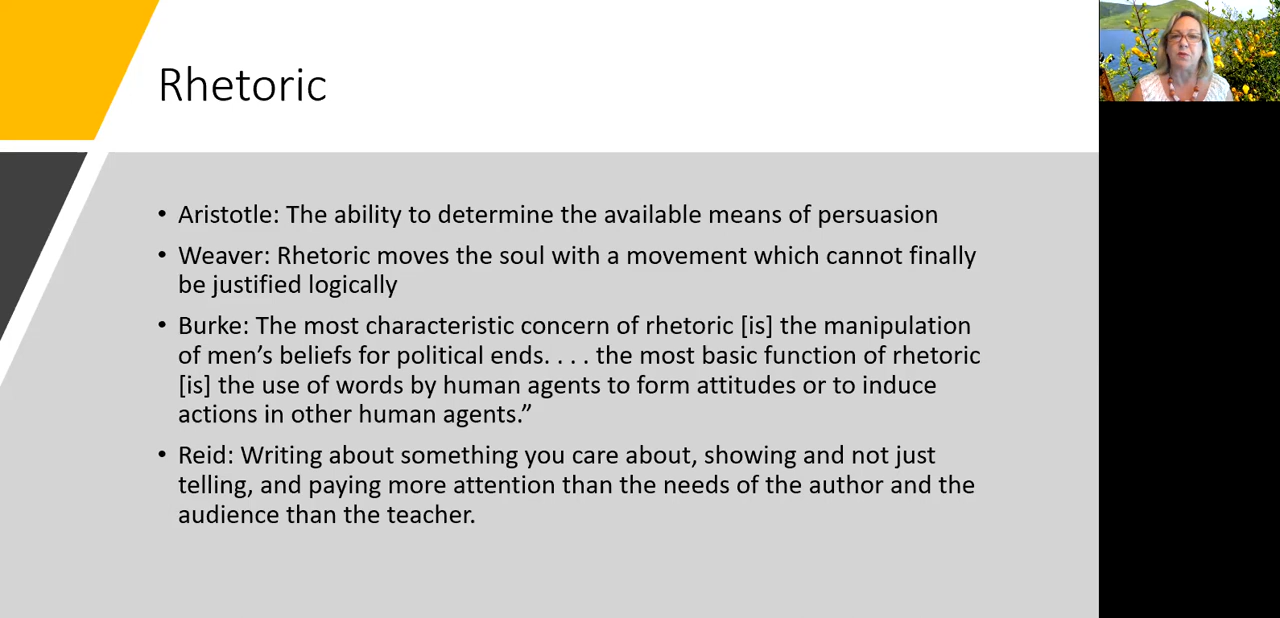 Rhetoric
• Aristotle: The ability to determine the available means of persuasion
• Weaver: Rhetoric moves the soul with a movement which cannot finally
be justified logically
• Burke: The most characteristic concern of rhetoric [is] the manipulation
of men’s beliefs for political ends. . . . the most basic function of rhetoric
[is] the use of words by human agents to form attitudes or to induce
actions in other human agents.”
• Reid: Writing about something you care about, showing and not just
telling, and paying more attention than the needs of the author and the
audience than the teacher.